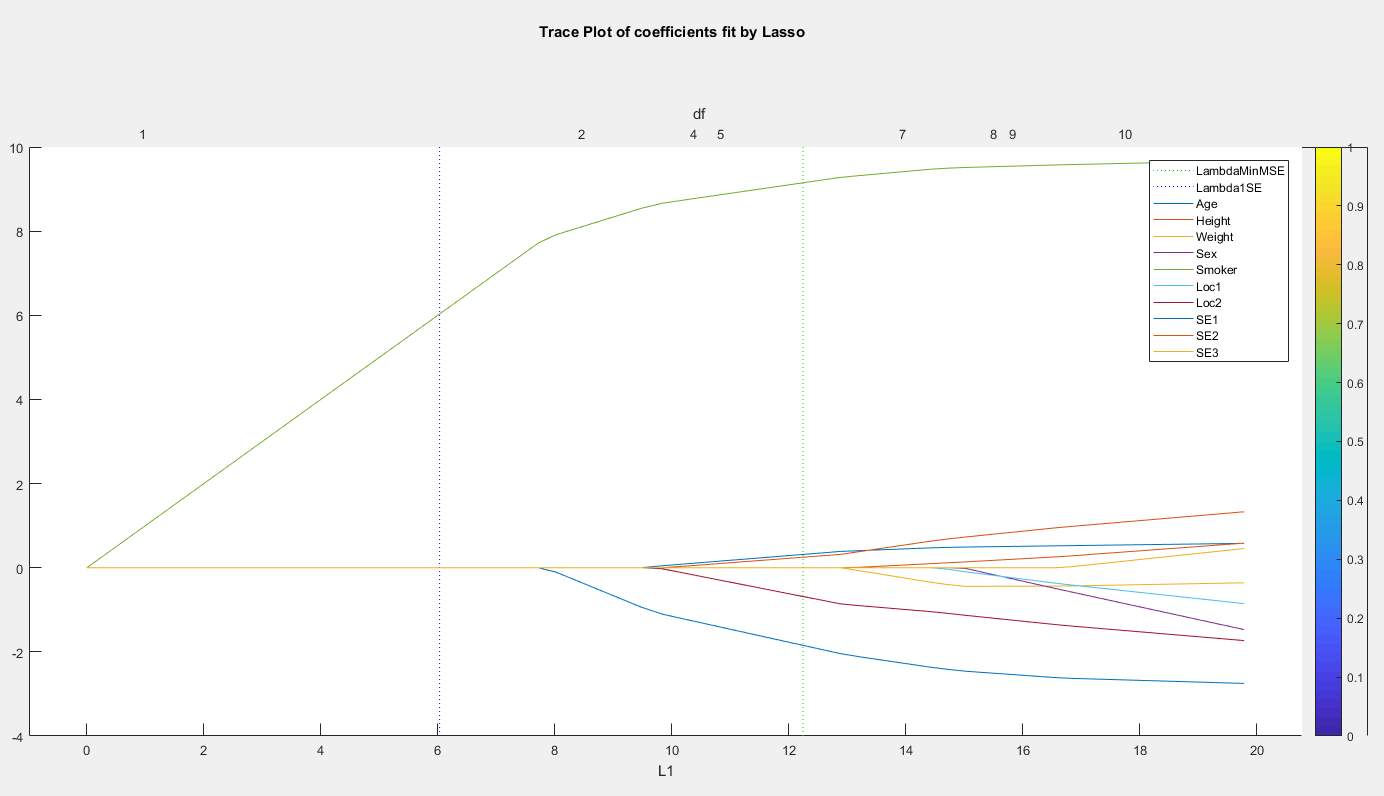 Trace Plot of coefficients fit by Lasso
df
1 2 4 5 7 8 9 10
10
8
6
4
2
0
-2
-4
0 2 4 6 8 10 12 14 16 18 20
L1
LambdaMinMSE
Lambda1SE
Age
Height
Weight
Sex
Smoker
Loc1
Loc2
SE1
SE2
SE3
1
0.9
0.8
0.7
0.6
0.5
0.4
0.3
0.2
0.1
0